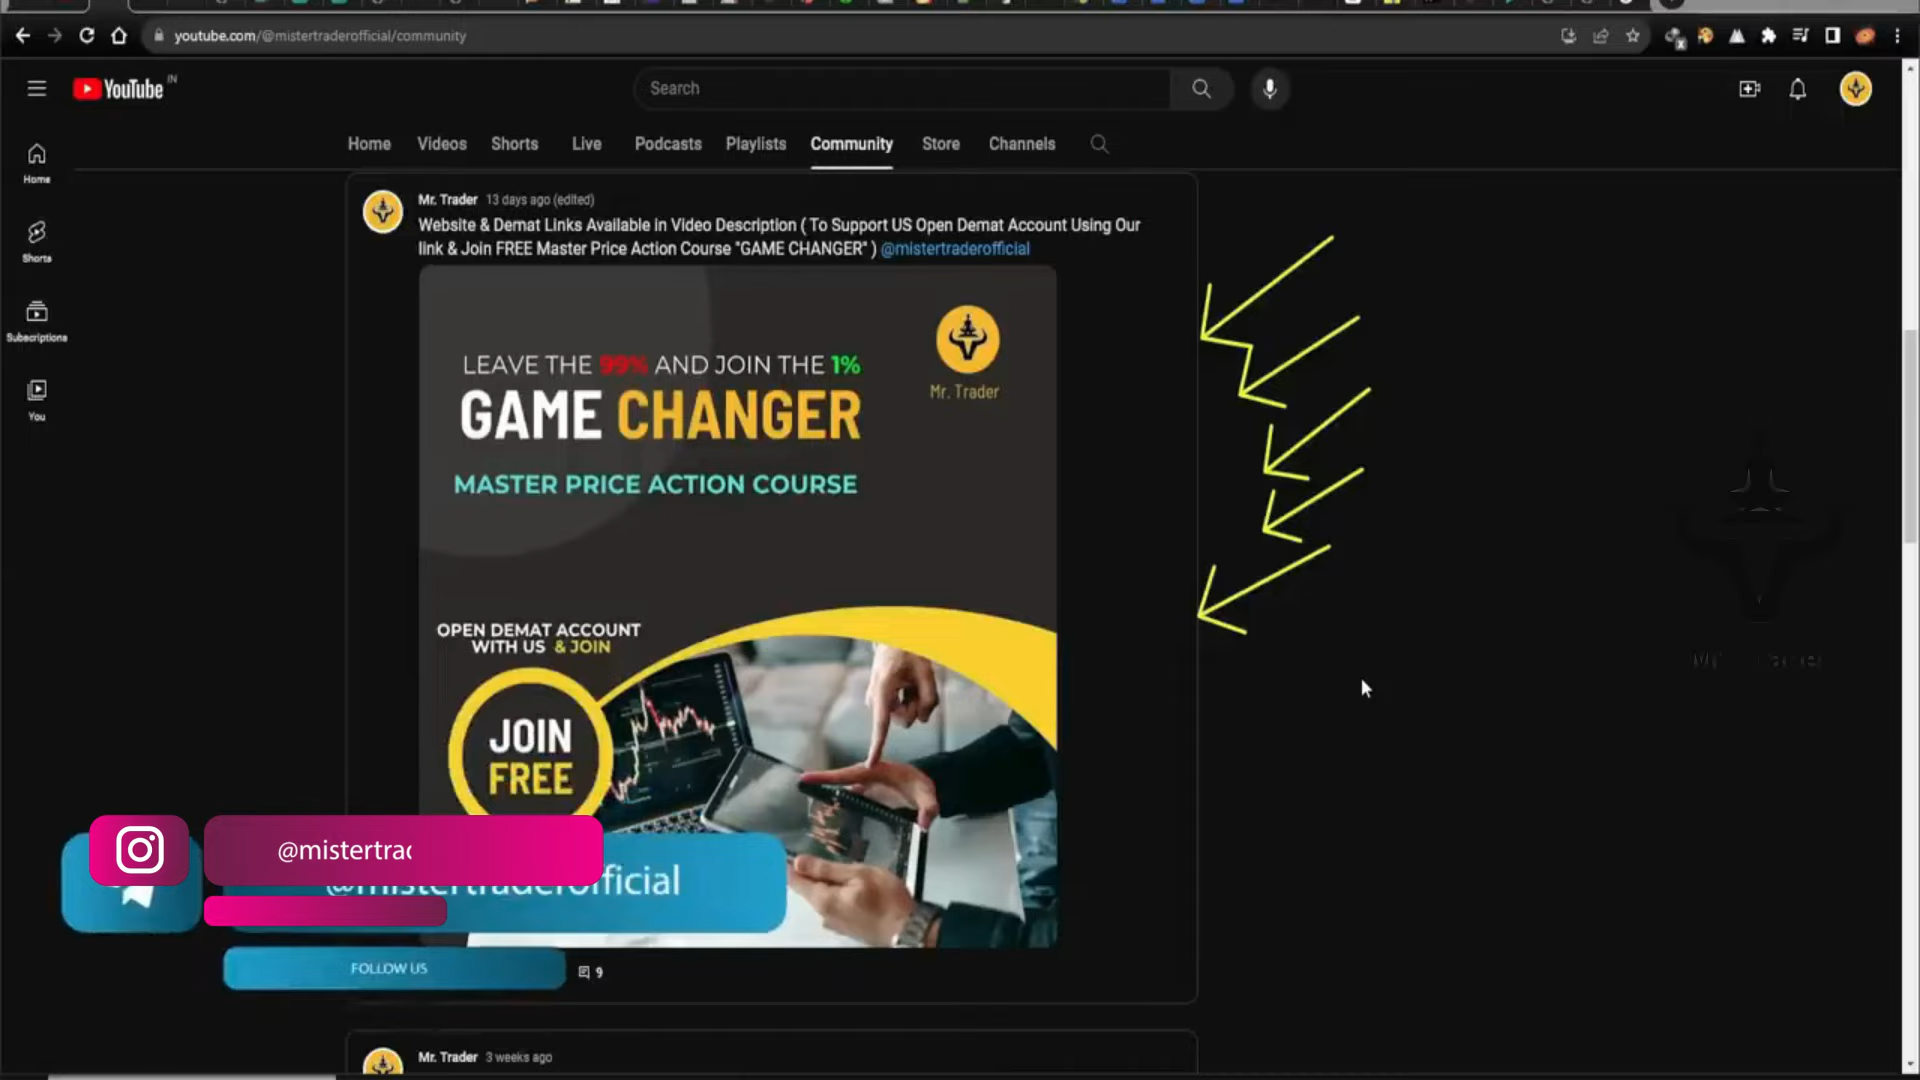 youtube.com/@mistertraderofficial/community
YouTube IN
Search
Home Videos Shorts Live Podcasts Playlists Community Store Channels
Home
Shorts
Subscriptions
You
Mr. Trader 13 days ago (edited)
Website & Demat Links Available in Video Description ( To Support US Open Demat Account Using Our
link & Join FREE Master Price Action Course "GAME CHANGER" ) @mistertraderofficial
LEAVE THE 99% AND JOIN THE 1%
GAME CHANGER
Mr. Trader
MASTER PRICE ACTION COURSE
OPEN DEMAT ACCOUNT
WITH US & JOIN
JOIN
FREE
@mistertrad
@mistertraderofficial
FOLLOW US
9
Mr. Trader 3 weeks ago